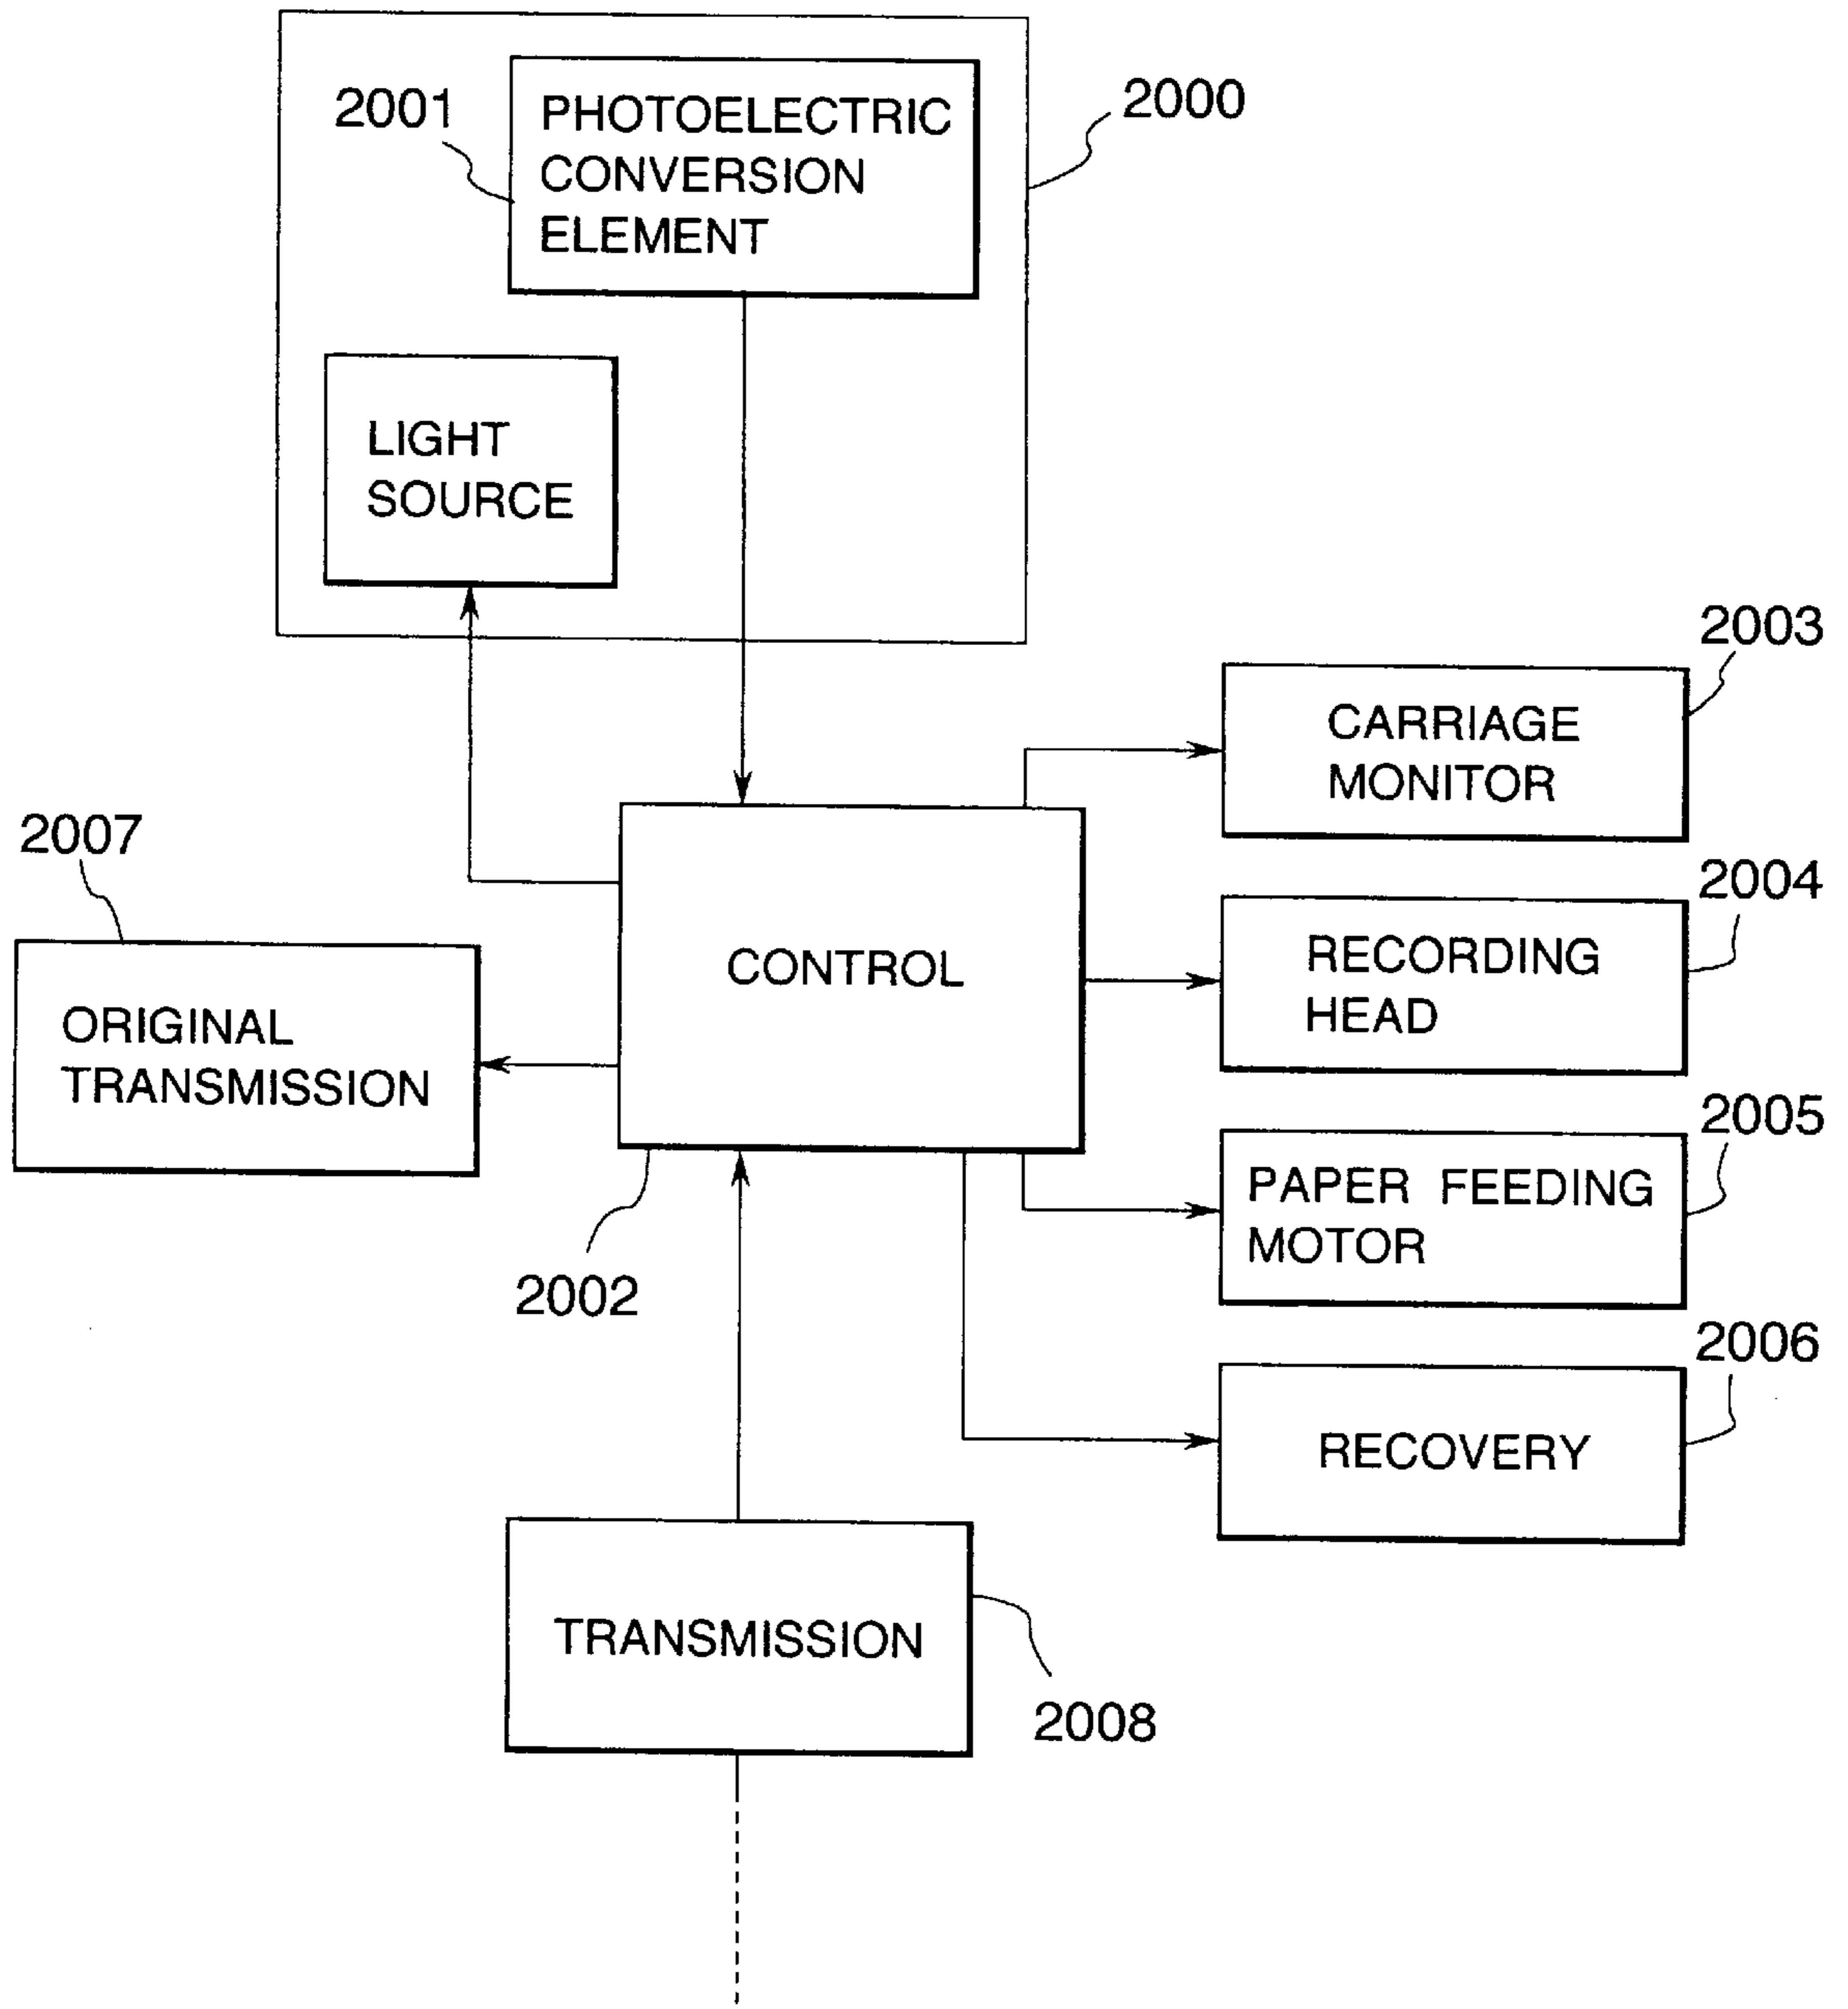 2001
PHOTOELECTRIC
CONVERSION
ELEMENT
2000
LIGHT
SOURCE
2003
CARRIAGE
MONITOR
2007
2004
CONTROL
RECORDING
HEAD
ORIGINAL
TRANSMISSION
2005
PAPER FEEDING
MOTOR
2002
2006
RECOVERY
TRANSMISSION
2008